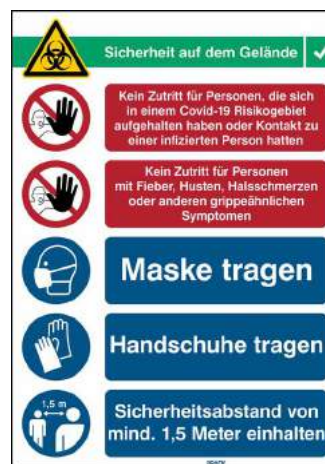 Sicherheit auf dem Gelände
Kein Zutritt für Personen, die sich
in einem Covid-19 Risikogebiet
aufgehalten haben oder Kontakt zu
einer infizierten Person hatten
Kein Zutritt für Personen
mit Fieber, Husten, Halsschmerzen
oder anderen grippeähnlichen
Symptomen
Maske tragen
Handschuhe tragen
1,5 m
Sicherheitsabstand von
mind. 1,5 Meter einhalten
BRADY